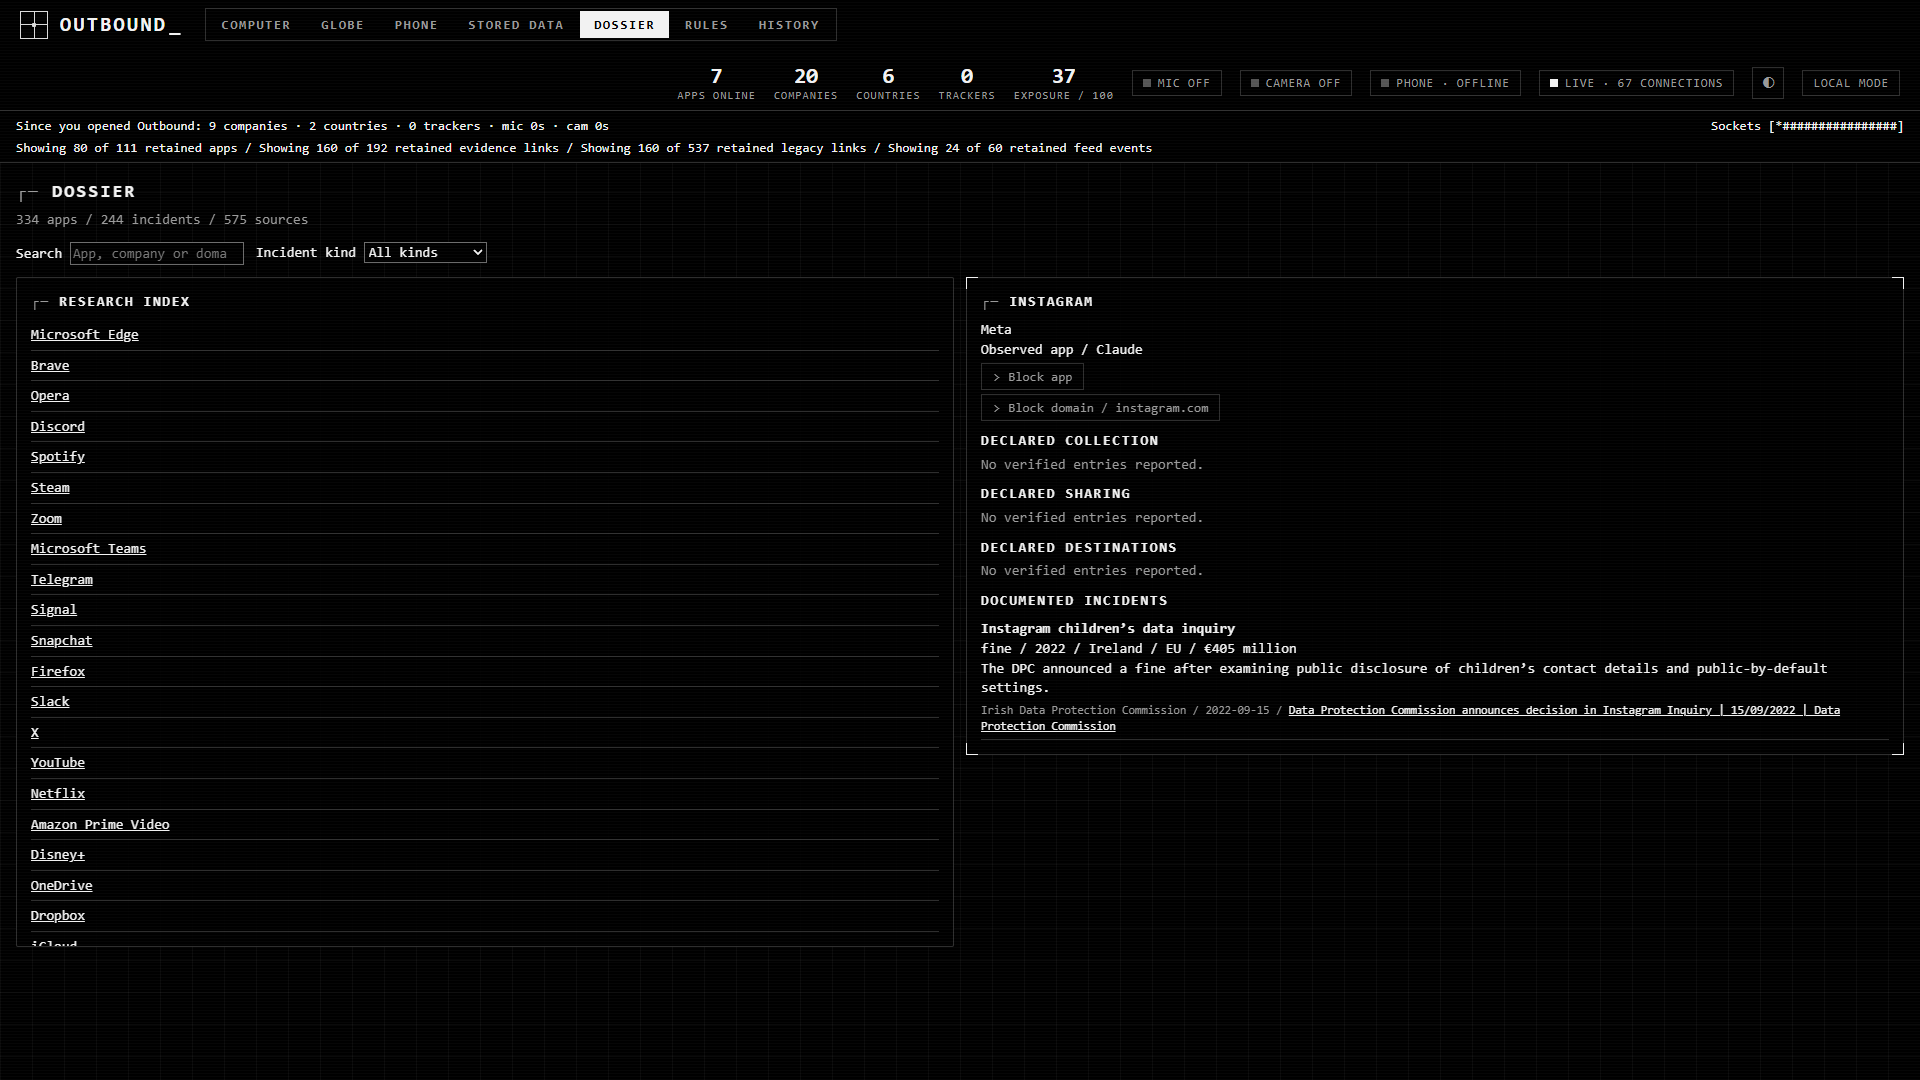 OUTBOUND_
COMPUTER GLOBE PHONE STORED DATA DOSSIER RULES HISTORY
7 APPS ONLINE
20 COMPANIES
6 COUNTRIES
0 TRACKERS
37 EXPOSURE / 100
MIC OFF
CAMERA OFF
PHONE · OFFLINE
LIVE · 67 CONNECTIONS
LOCAL MODE
Since you opened Outbound: 9 companies · 2 countries · 0 trackers · mic 0s · cam 0s
Sockets [*################]
Showing 80 of 111 retained apps / Showing 160 of 192 retained evidence links / Showing 160 of 537 retained legacy links / Showing 24 of 60 retained feed events
┌─ DOSSIER
334 apps / 244 incidents / 575 sources
Search App, company or doma Incident kind All kinds
┌─ RESEARCH INDEX
Microsoft Edge
Brave
Opera
Discord
Spotify
Steam
Zoom
Microsoft Teams
Telegram
Signal
Snapchat
Firefox
Slack
X
YouTube
Netflix
Amazon Prime Video
Disney+
OneDrive
Dropbox
iCloud
┌─ INSTAGRAM
Meta
Observed app / Claude
> Block app
> Block domain / instagram.com
DECLARED COLLECTION
No verified entries reported.
DECLARED SHARING
No verified entries reported.
DECLARED DESTINATIONS
No verified entries reported.
DOCUMENTED INCIDENTS
Instagram children’s data inquiry
fine / 2022 / Ireland / EU / €405 million
The DPC announced a fine after examining public disclosure of children’s contact details and public-by-default
settings.
Irish Data Protection Commission / 2022-09-15 / Data Protection Commission announces decision in Instagram Inquiry | 15/09/2022 | Data
Protection Commission